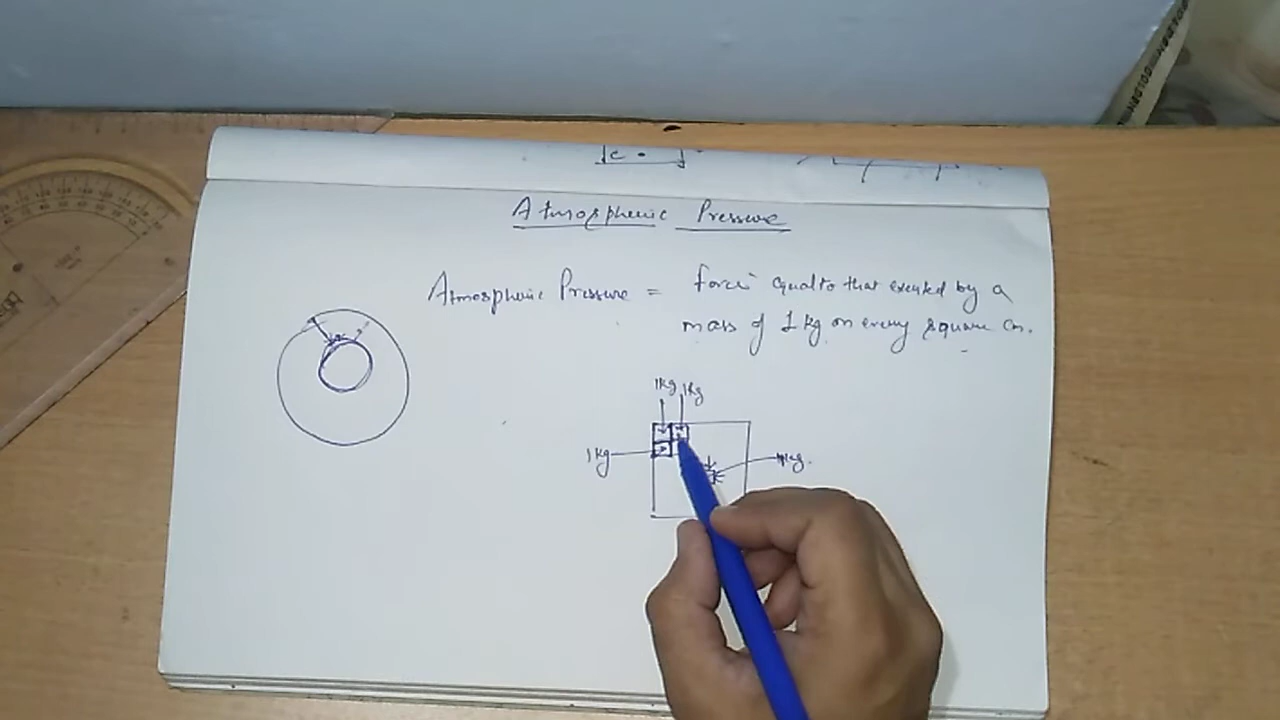 Atmospheric Pressure
Atmospheric Pressure = force equal to that exerted by a
mass of 1 kg on every square cm.
1kg 1kg
1kg
1kg.